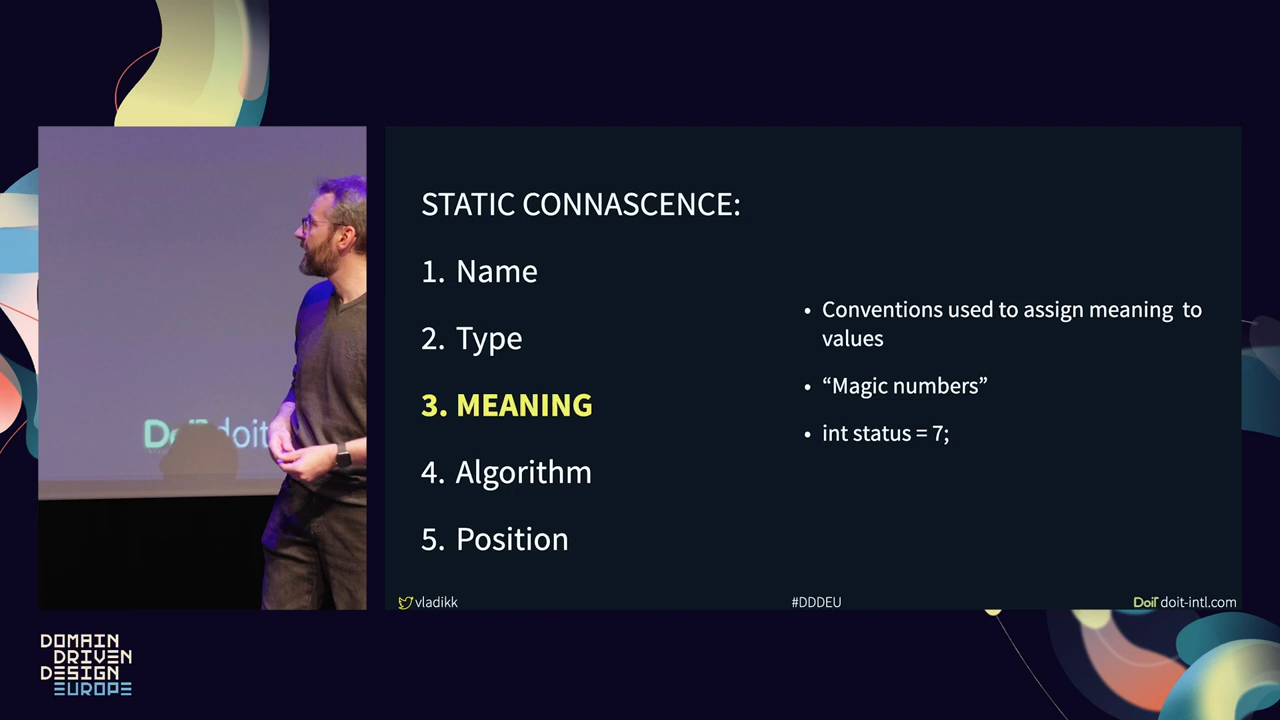 STATIC CONNASCENCE:
1. Name
2. Type
3. MEANING
4. Algorithm
5. Position
• Conventions used to assign meaning to
values
• “Magic numbers”
• int status = 7;
vladikk
#DDDEU
DoiT doit-intl.com
doit
DOMAIN
DRIVEN
DESIGN
EUROPE